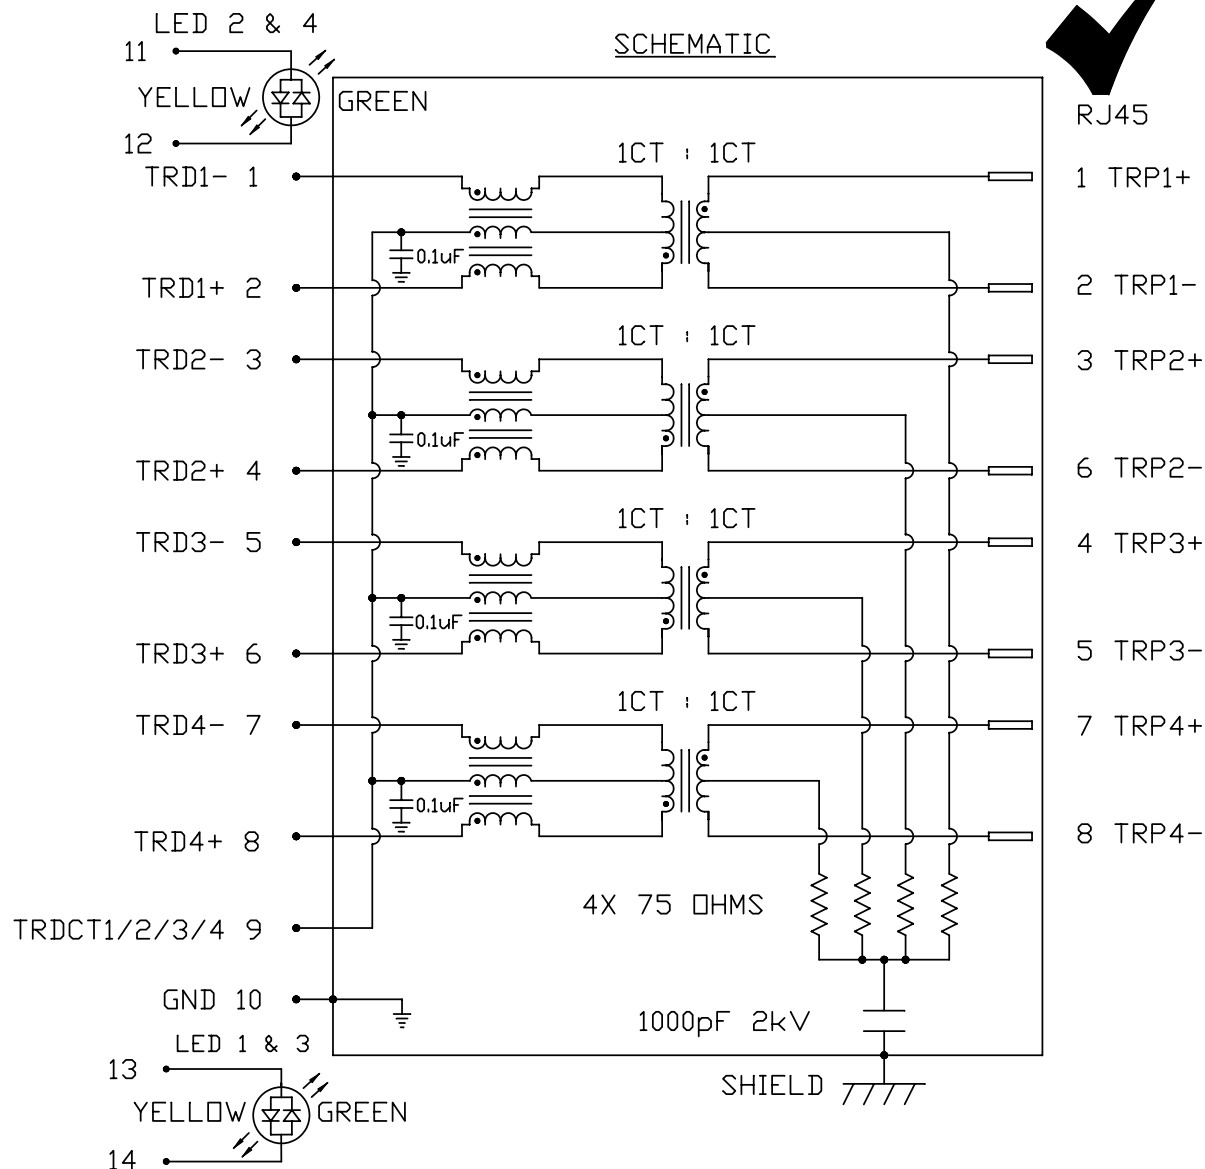 LED 2 & 4
11
SCHEMATIC
YELLOW GREEN
RJ45
12
1CT : 1CT
TRD1- 1
1 TRP1+
0.1uF
TRD1+ 2
2 TRP1-
1CT : 1CT
TRD2- 3
3 TRP2+
0.1uF
TRD2+ 4
6 TRP2-
1CT : 1CT
TRD3- 5
4 TRP3+
0.1uF
TRD3+ 6
5 TRP3-
1CT : 1CT
TRD4- 7
7 TRP4+
0.1uF
TRD4+ 8
8 TRP4-
4X 75 OHMS
TRDCT1/2/3/4 9
GND 10
1000pF 2kV
LED 1 & 3
13
SHIELD
YELLOW GREEN
14